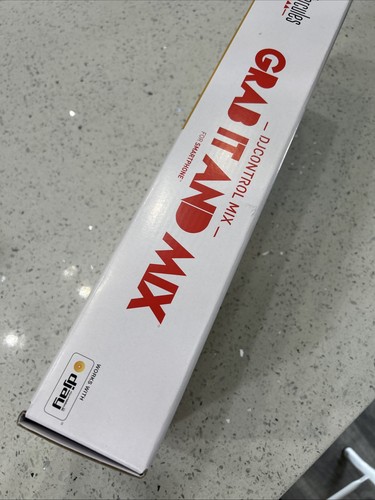 — DJCONTROL MIX —
GRAB IT AND MIX
FOR SMARTPHONE
WORKS WITH
djay